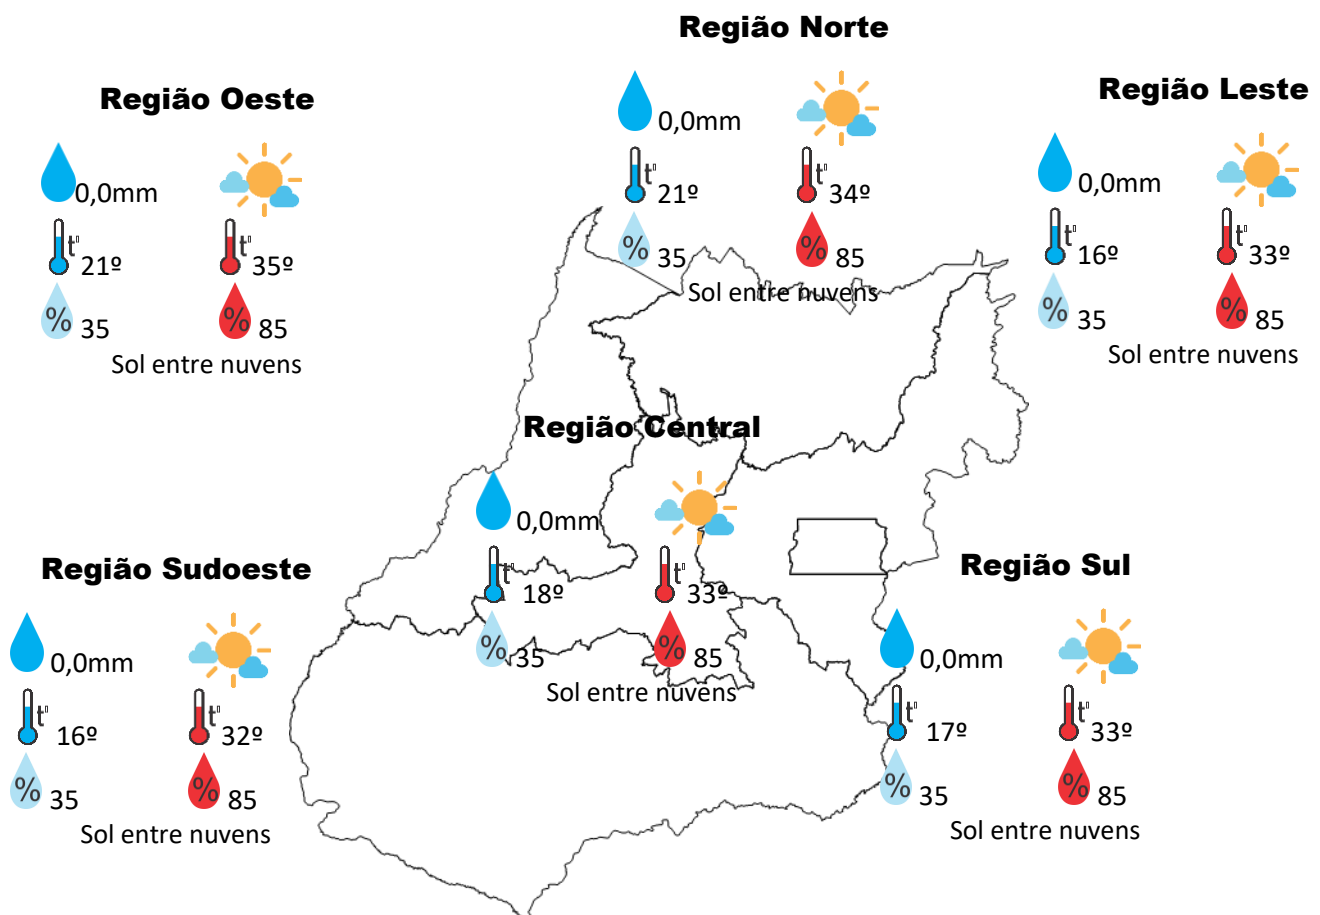 Região Norte
0,0mm
t°
21º
t°
34º
%
35
%
85
Sol entre nuvens
Região Oeste
0,0mm
t°
21º
t°
35º
%
35
%
85
Sol entre nuvens
Região Leste
0,0mm
t°
16º
t°
33º
%
35
%
85
Sol entre nuvens
Região Central
0,0mm
t°
18º
t°
33º
%
35
%
85
Sol entre nuvens
Região Sudoeste
0,0mm
t°
16º
t°
32º
%
35
%
85
Sol entre nuvens
Região Sul
0,0mm
t°
17º
t°
33º
%
35
%
85
Sol entre nuvens